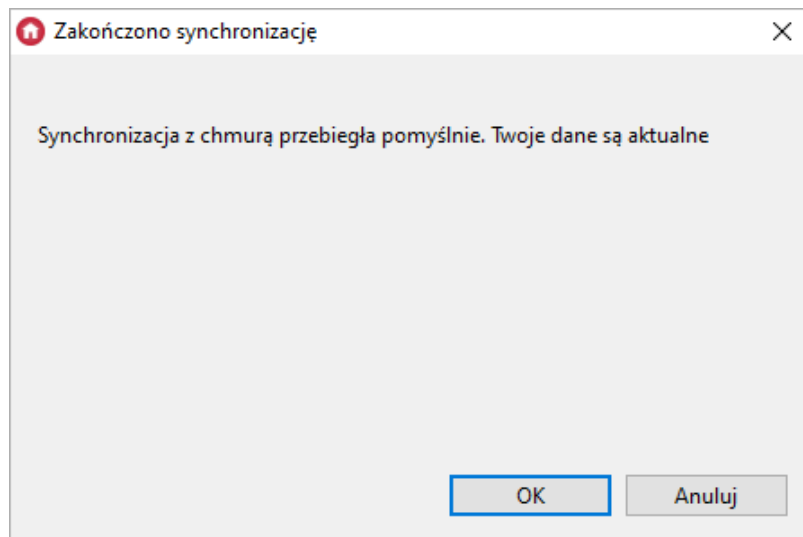 Zakończono synchronizację
Synchronizacja z chmurą przebiegła pomyślnie. Twoje dane są aktualne
OK
Anuluj